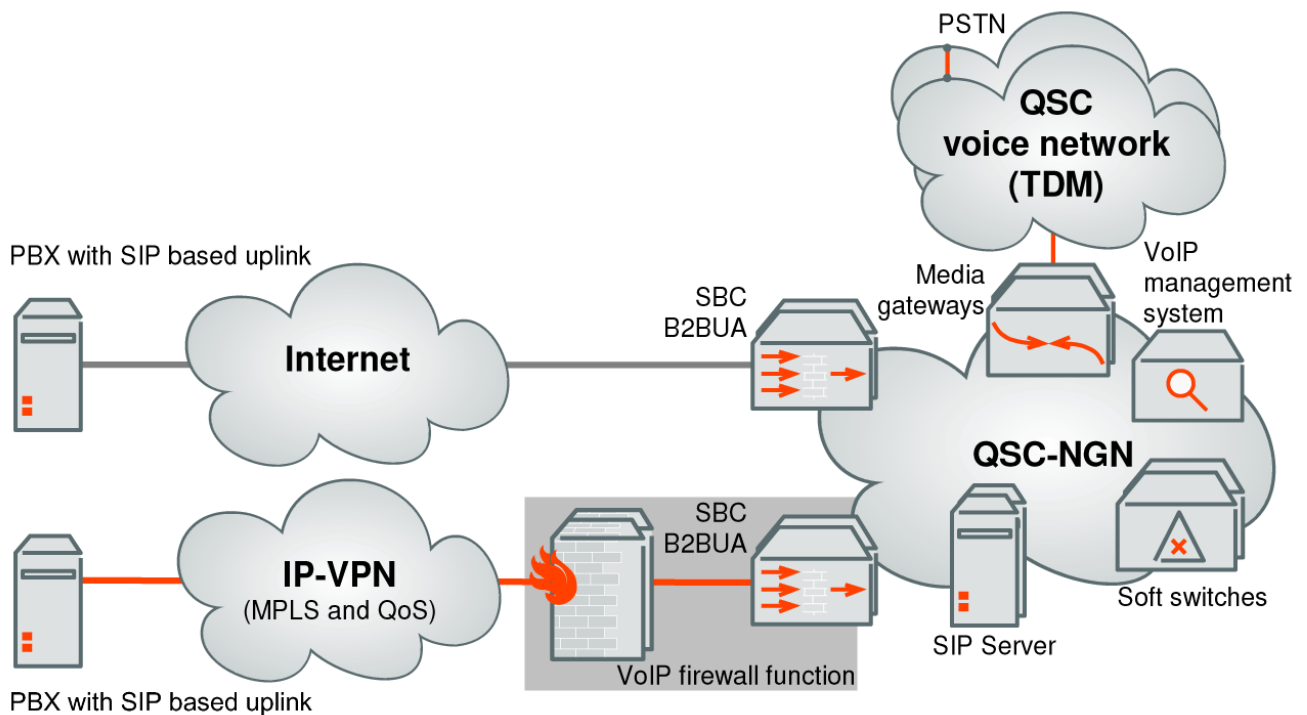 PSTN
QSC
voice network
(TDM)
PBX with SIP based uplink
Internet
SBC
B2BUA
Media
gateways
VoIP
management
system
QSC-NGN
IP-VPN
(MPLS and QoS)
SBC
B2BUA
VoIP firewall function
SIP Server
Soft switches
PBX with SIP based uplink